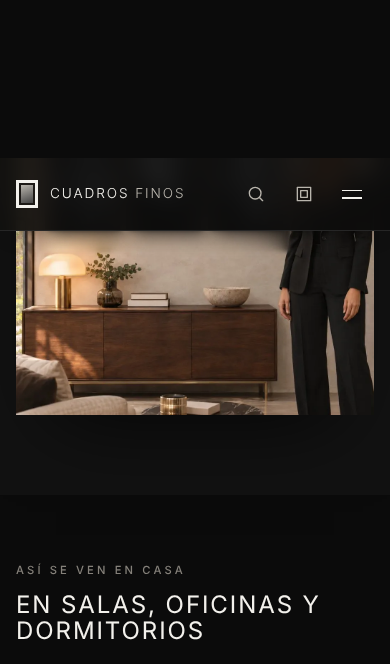 CUADROS FINOS
ASÍ SE VEN EN CASA
EN SALAS, OFICINAS Y
DORMITORIOS